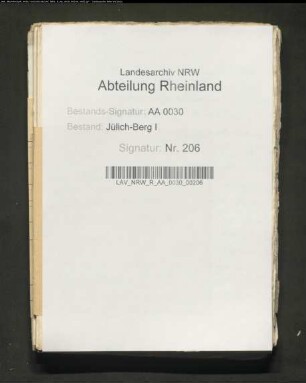 Landesarchiv NRW
Abteilung Rheinland
Bestands-Signatur: AA 0030
Bestand: Jülich-Berg I
Signatur: Nr. 206
LAV_NRW_R_AA_0030_00206